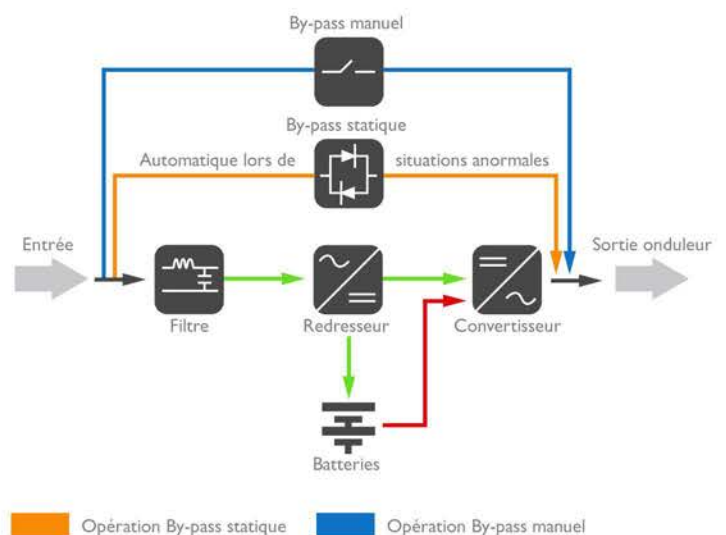 By-pass manuel
By-pass statique
Automatique lors de situations anormales
Entrée
Sortie onduleur
Filtre
Redresseur
Convertisseur
Batteries
Opération By-pass statique
Opération By-pass manuel